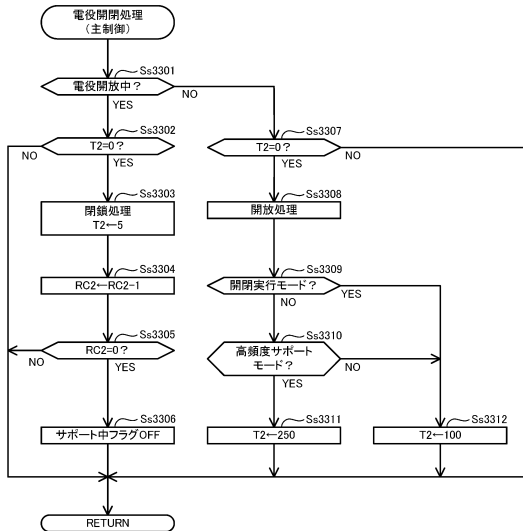 電役開閉処理
(主制御)
Ss3301
電役開放中？
YES
NO
Ss3302
T2=0？
NO
YES
Ss3303
閉鎖処理
T2←5
Ss3304
RC2←RC2-1
Ss3305
RC2=0？
NO
YES
Ss3306
サポート中フラグOFF
Ss3307
T2=0？
YES
NO
Ss3308
開放処理
Ss3309
開閉実行モード？
YES
NO
Ss3310
高頻度サポート
モード？
NO
YES
Ss3311
T2←250
Ss3312
T2←100
RETURN